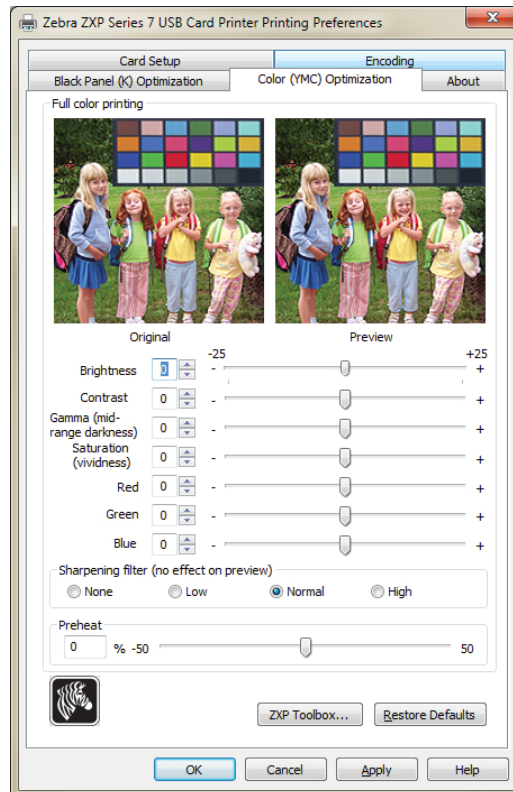 Zebra ZXP Series 7 USB Card Printer Printing Preferences
Card Setup Encoding
Black Panel (K) Optimization Color (YMC) Optimization About
Full color printing
Original Preview
-25 +25
Brightness 0 - +
Contrast 0 - +
Gamma (mid-
range darkness) 0 - +
Saturation
(vividness) 0 - +
Red 0 - +
Green 0 - +
Blue 0 - +
Sharpening filter (no effect on preview)
None Low Normal High
Preheat
0 % -50 50
ZXP Toolbox... Restore Defaults
OK Cancel Apply Help